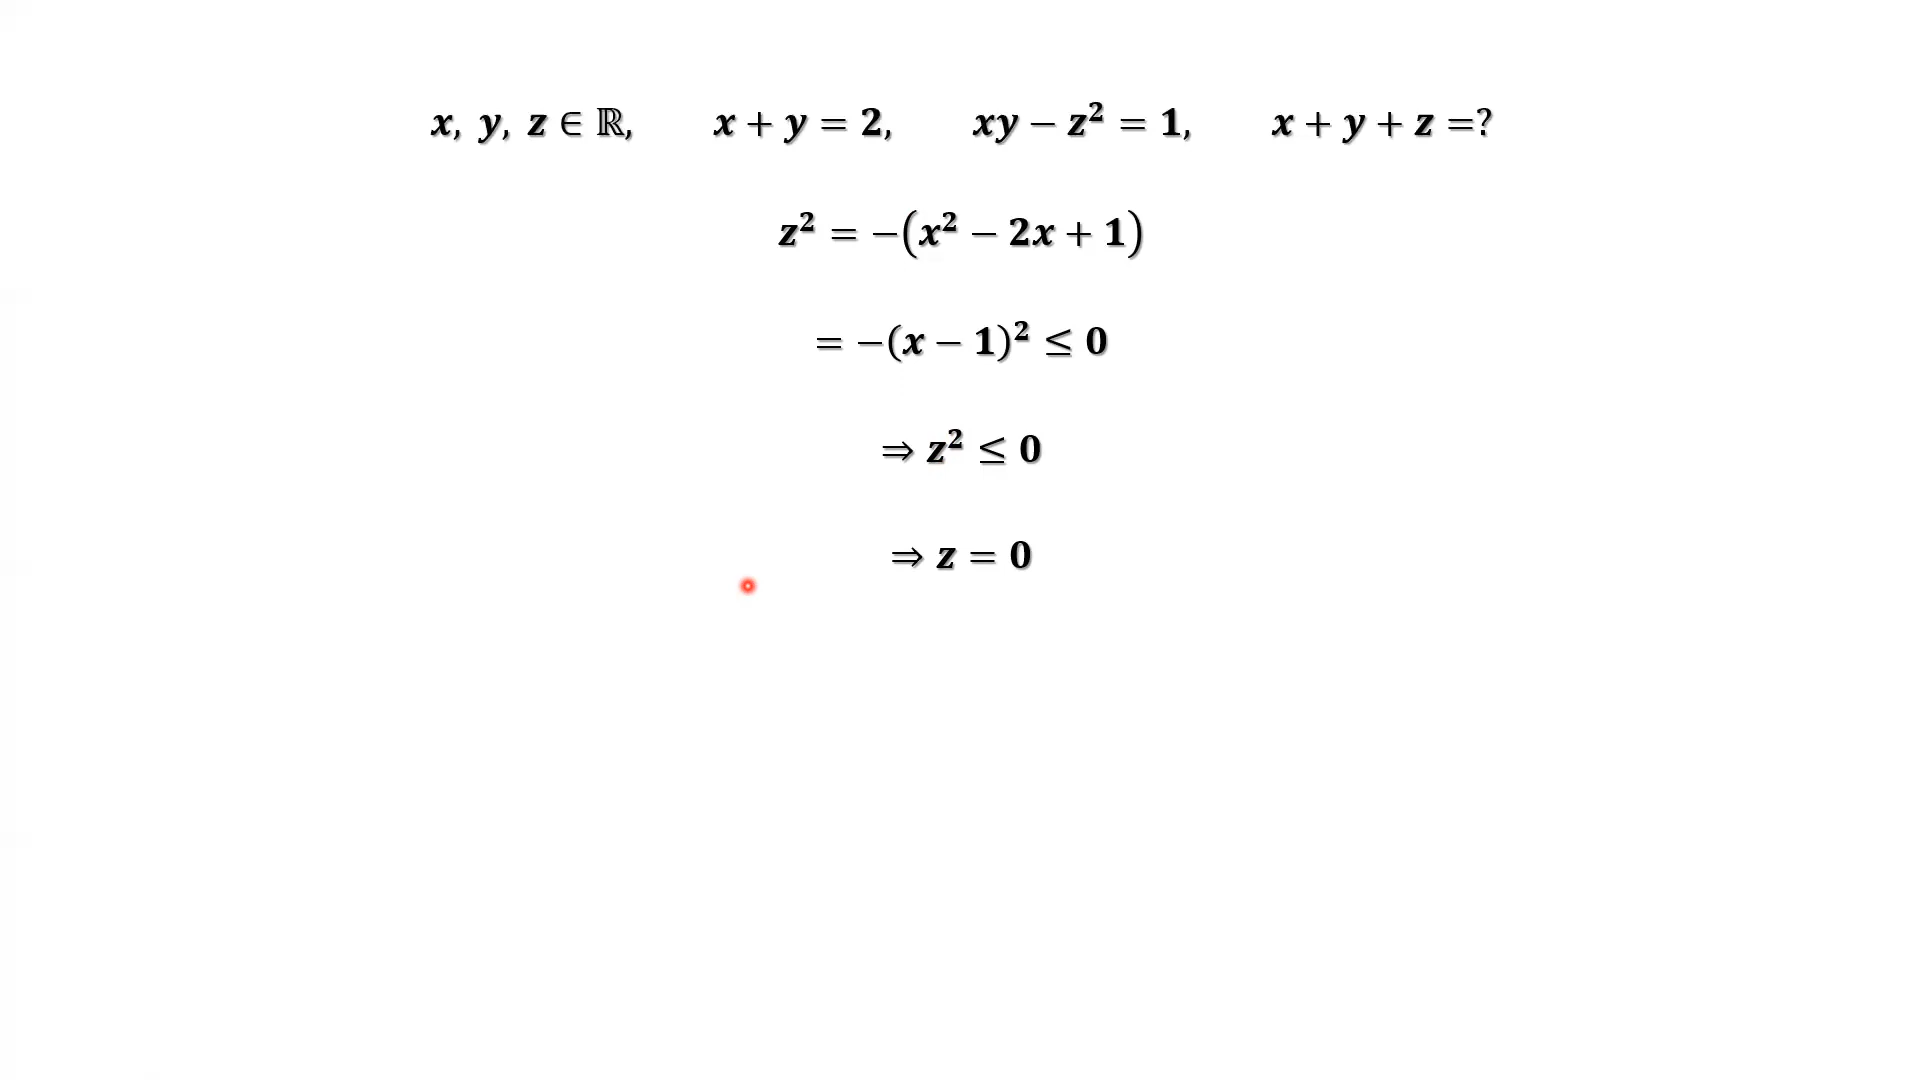 x, y, z ∈ ℝ, x + y = 2, xy − z² = 1, x + y + z =?
z² = −(x² − 2x + 1)
= −(x − 1)² ≤ 0
⇒ z² ≤ 0
⇒ z = 0